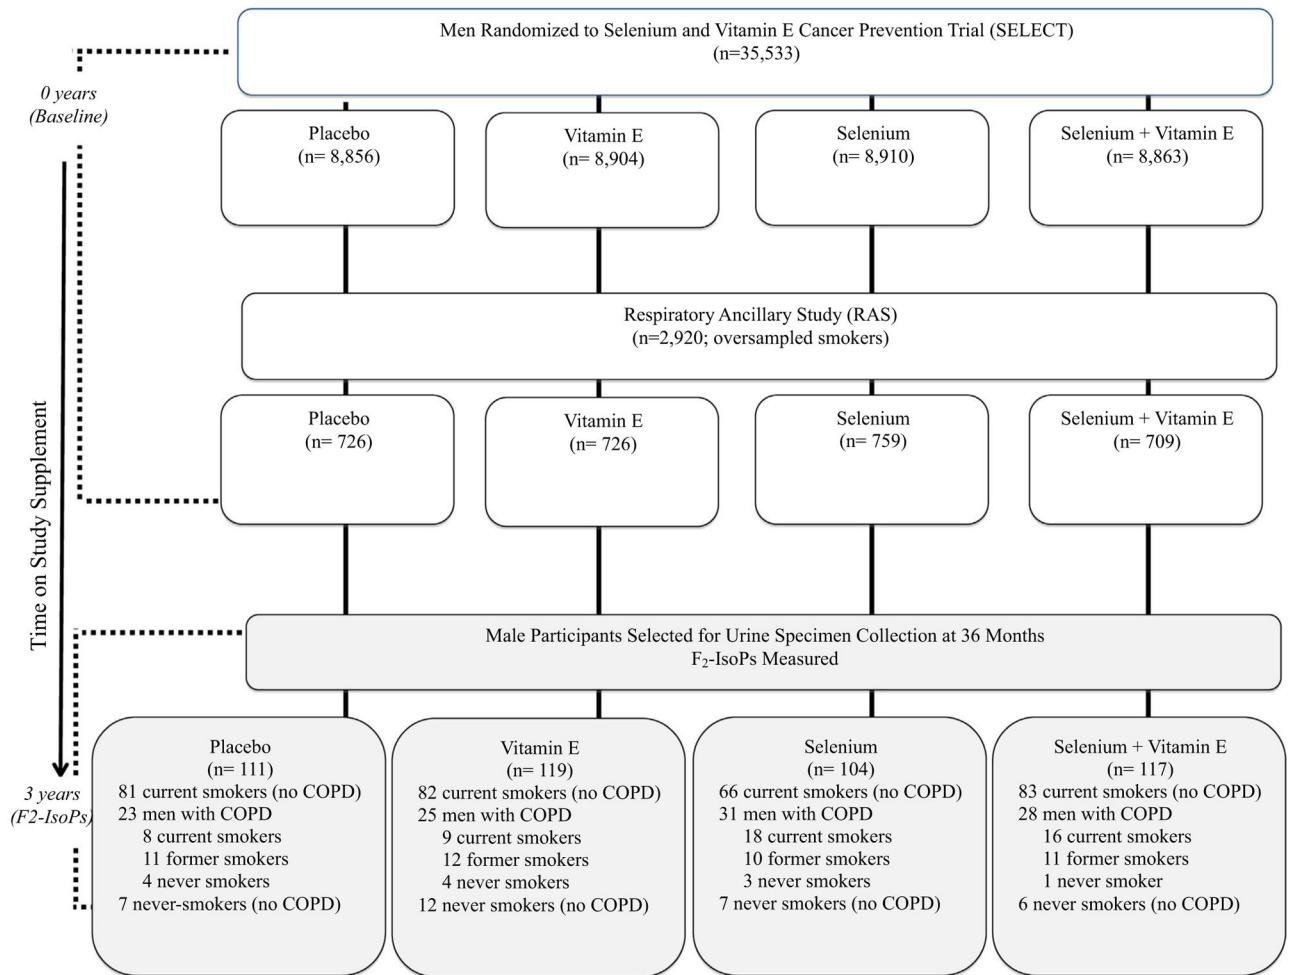 Men Randomized to Selenium and Vitamin E Cancer Prevention Trial (SELECT)
(n=35,533)
0 years
(Baseline)
Placebo
(n= 8,856)
Vitamin E
(n= 8,904)
Selenium
(n= 8,910)
Selenium + Vitamin E
(n= 8,863)
Respiratory Ancillary Study (RAS)
(n=2,920; oversampled smokers)
Placebo
(n= 726)
Vitamin E
(n= 726)
Selenium
(n= 759)
Selenium + Vitamin E
(n= 709)
Time on Study Supplement
Male Participants Selected for Urine Specimen Collection at 36 Months
F₂-IsoPs Measured
3 years
(F2-IsoPs)
Placebo
(n= 111)
81 current smokers (no COPD)
23 men with COPD
8 current smokers
11 former smokers
4 never smokers
7 never-smokers (no COPD)
Vitamin E
(n= 119)
82 current smokers (no COPD)
25 men with COPD
9 current smokers
12 former smokers
4 never smokers
12 never smokers (no COPD)
Selenium
(n= 104)
66 current smokers (no COPD)
31 men with COPD
18 current smokers
10 former smokers
3 never smokers
7 never smokers (no COPD)
Selenium + Vitamin E
(n= 117)
83 current smokers (no COPD)
28 men with COPD
16 current smokers
11 former smokers
1 never smoker
6 never smokers (no COPD)